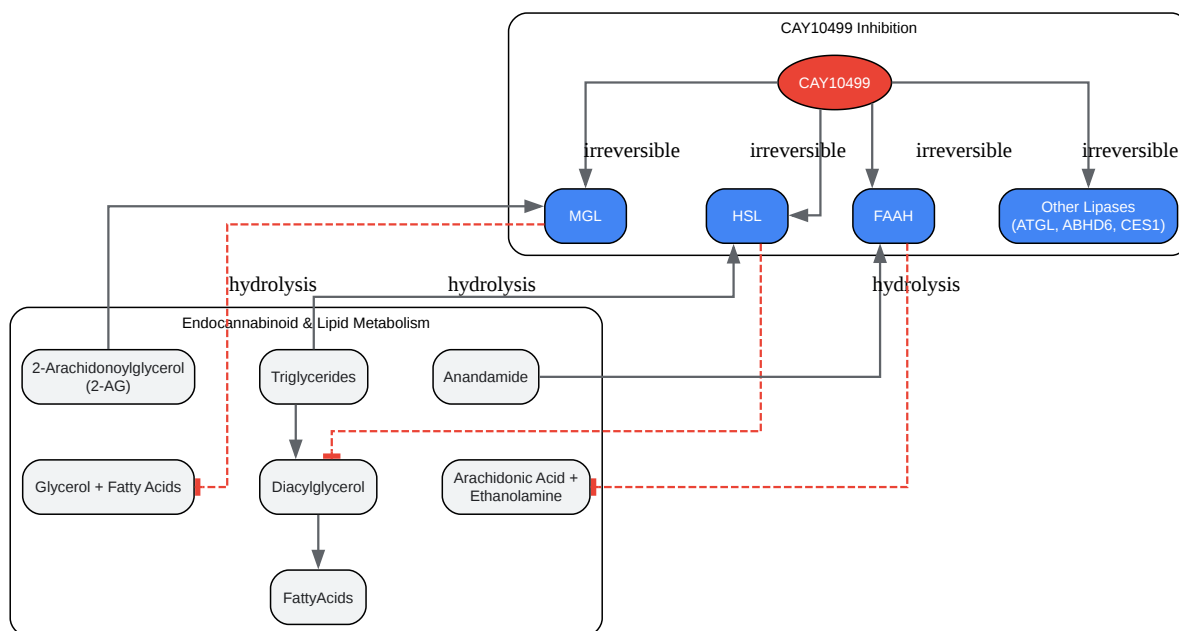 CAY10499 Inhibition
CAY10499
irreversible
irreversible
irreversible
irreversible
MGL
HSL
FAAH
Other Lipases
(ATGL, ABHD6, CES1)
hydrolysis
hydrolysis
hydrolysis
Endocannabinoid & Lipid Metabolism
2-Arachidonoylglycerol
(2-AG)
Triglycerides
Anandamide
Glycerol + Fatty Acids
Diacylglycerol
Arachidonic Acid +
Ethanolamine
FattyAcids